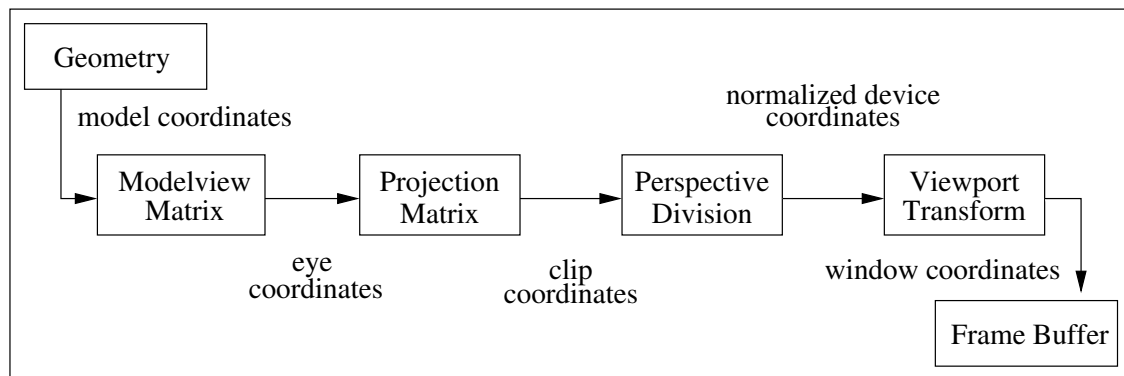 Geometry
model coordinates
normalized device
coordinates
Modelview
Matrix
Projection
Matrix
Perspective
Division
Viewport
Transform
eye
coordinates
clip
coordinates
window coordinates
Frame Buffer